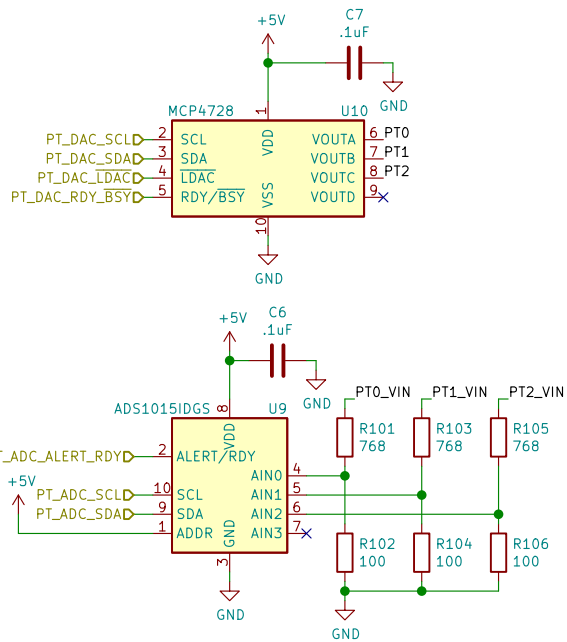 C7
.1uF
+5V
GND
MCP4728
U10
1
VDD
PT_DAC_SCL 2 SCL
VOUTA 6 PT0
PT_DAC_SDA 3 SDA
VOUTB 7 PT1
PT_DAC_LDAC 4 LDAC
VOUTC 8 PT2
PT_DAC_RDY_BSY 5 RDY/BSY
VOUTD 9
VSS
10
GND
C6
.1uF
+5V
GND
PT0_VIN PT1_VIN PT2_VIN
ADS1015IDGS
U9
8
VDD
R101
768
R103
768
R105
768
T_ADC_ALERT_RDY 2 ALERT/RDY
AIN0 4
+5V
PT_ADC_SCL 10 SCL
AIN1 5
PT_ADC_SDA 9 SDA
AIN2 6
1 ADDR
AIN3 7
GND
3
GND
R102
100
R104
100
R106
100
GND